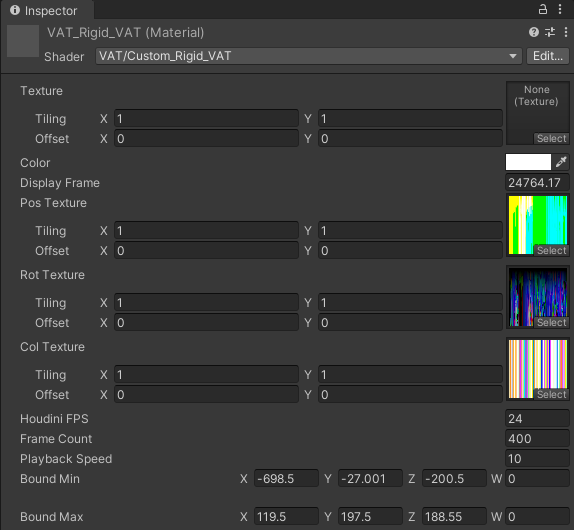 Inspector
VAT_Rigid_VAT (Material)
Shader VAT/Custom_Rigid_VAT Edit...
Texture None (Texture)
Tiling X 1 Y 1
Offset X 0 Y 0 Select
Color
Display Frame 24764.17
Pos Texture
Tiling X 1 Y 1
Offset X 0 Y 0 Select
Rot Texture
Tiling X 1 Y 1
Offset X 0 Y 0 Select
Col Texture
Tiling X 1 Y 1
Offset X 0 Y 0 Select
Houdini FPS 24
Frame Count 400
Playback Speed 10
Bound Min X -698.5 Y -27.001 Z -200.5 W 0
Bound Max X 119.5 Y 197.5 Z 188.55 W 0